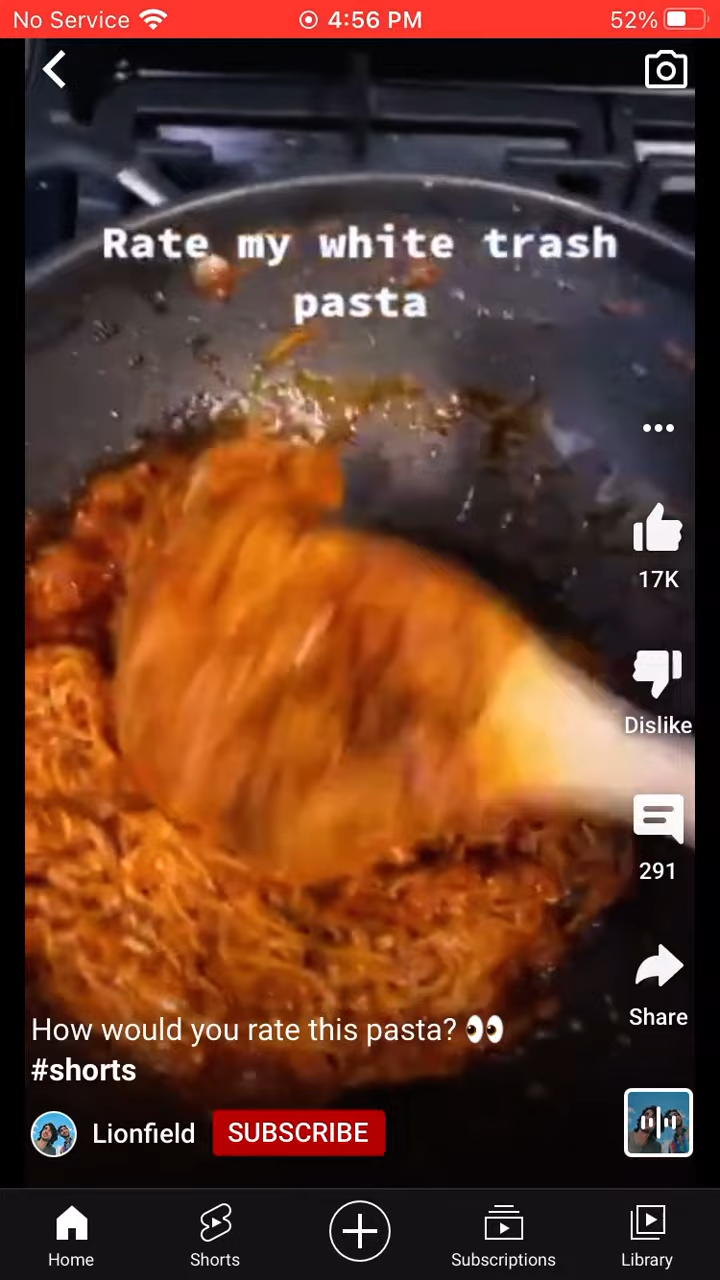 No Service
4:56 PM
52%
Rate my white trash
pasta
17K
Dislike
291
Share
How would you rate this pasta? 👀
#shorts
Lionfield
SUBSCRIBE
Home
Shorts
Subscriptions
Library